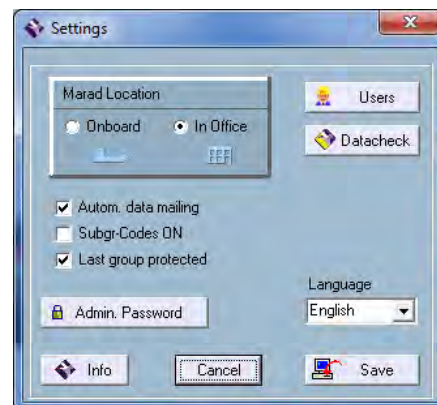 Settings
Marad Location
Onboard In Office
Users
Datacheck
Autom. data mailing
Subgr-Codes ON
Last group protected
Language
Admin. Password
English
Info
Cancel
Save